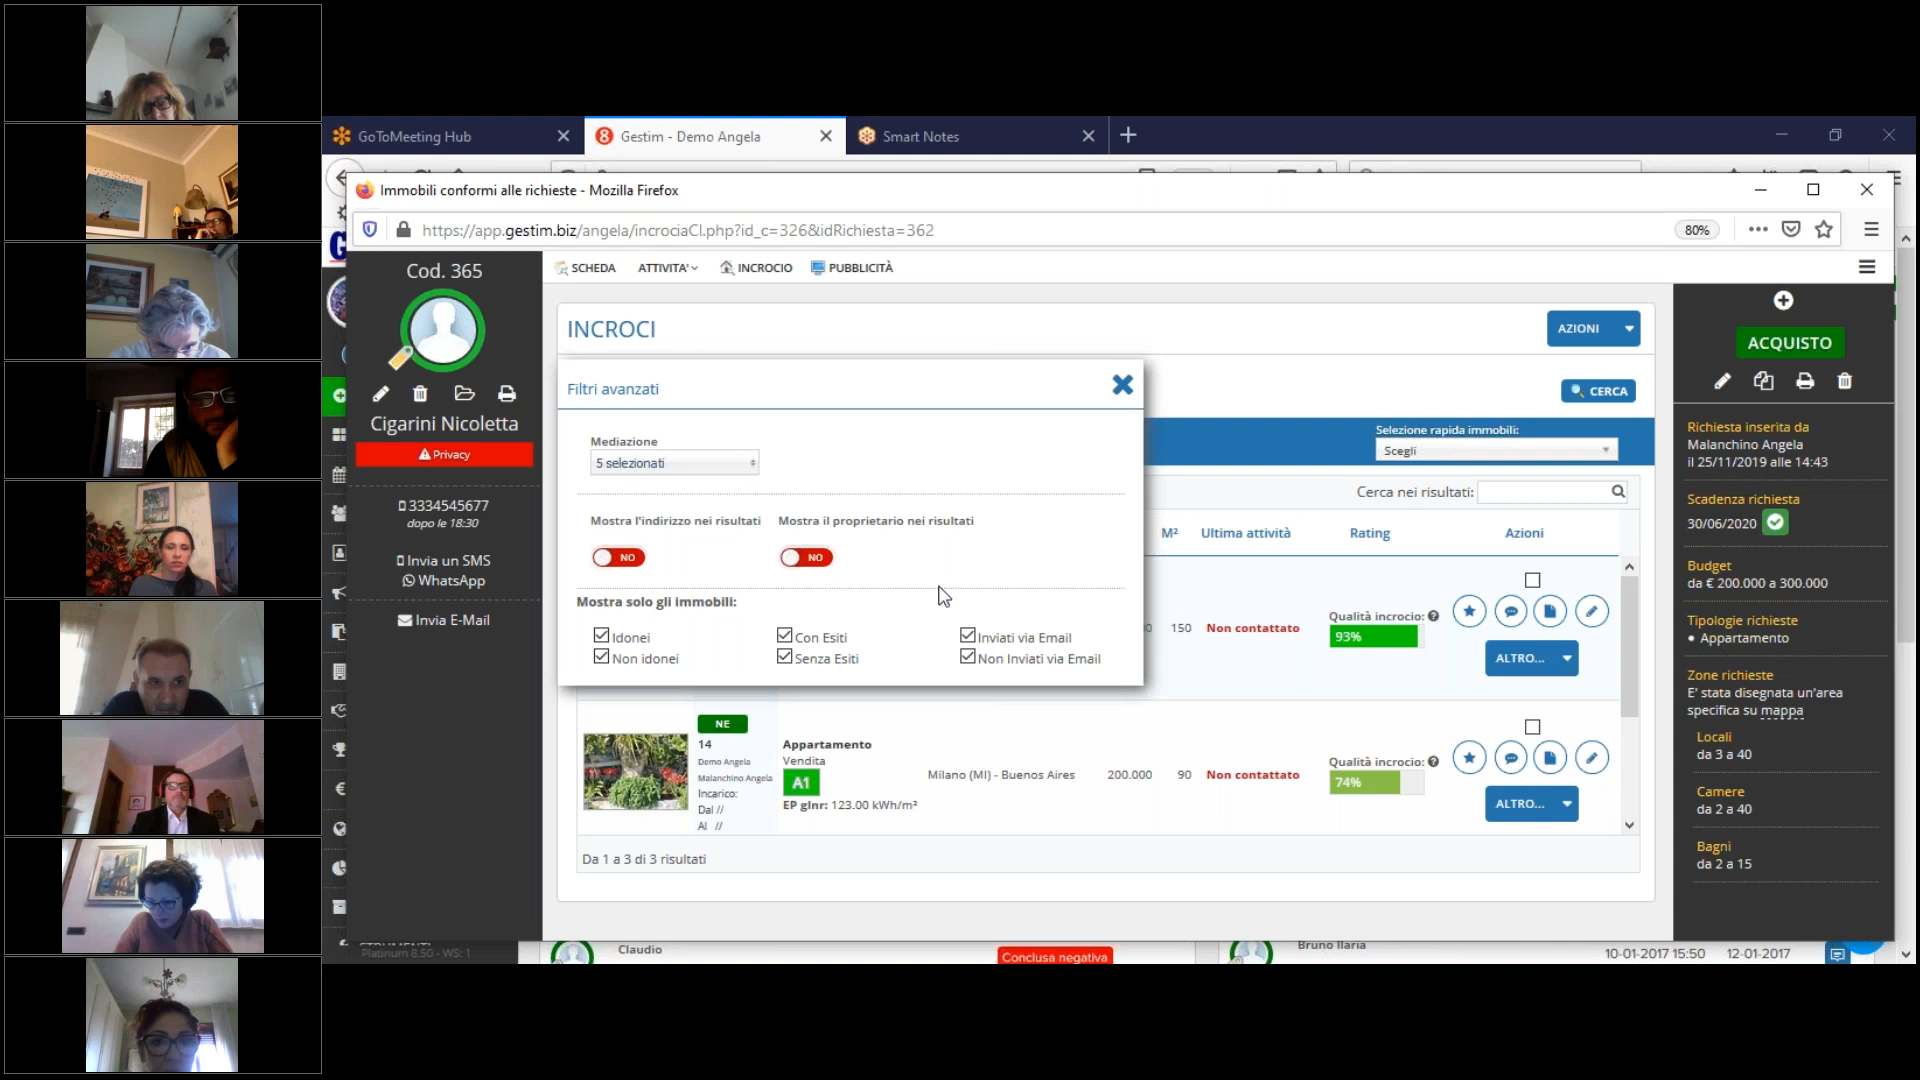 GoToMeeting Hub
Gestim - Demo Angela
Smart Notes
Immobili conformi alle richieste - Mozilla Firefox
https://app.gestim.biz/angela/incrociaCl.php?id_c=326&idRichiesta=362
80%
Cod. 365
Cigarini Nicoletta
Privacy
3334545677
dopo le 18:30
Invia un SMS
WhatsApp
Invia E-Mail
SCHEDA
ATTIVITA'
INCROCIO
PUBBLICITÀ
INCROCI
AZIONI
CERCA
Filtri avanzati
Mediazione
5 selezionati
Mostra l'indirizzo nei risultati
Mostra il proprietario nei risultati
NO
NO
Mostra solo gli immobili:
Idonei
Con Esiti
Inviati via Email
Non idonei
Senza Esiti
Non Inviati via Email
Selezione rapida immobili:
Scegli
Cerca nei risultati:
M²
Ultima attività
Rating
Azioni
150
Non contattato
Qualità incrocio:
93%
ALTRO...
NE
14
Demo Angela
Malanchino Angela
Incarico:
Dal //
Al //
Appartamento
Vendita
A1
EP glnr: 123.00 kWh/m²
Milano (MI) - Buenos Aires
200.000
90
Non contattato
Qualità incrocio:
74%
ALTRO...
Da 1 a 3 di 3 risultati
ACQUISTO
Richiesta inserita da
Malanchino Angela
il 25/11/2019 alle 14:43
Scadenza richiesta
30/06/2020
Budget
da € 200.000 a 300.000
Tipologie richieste
• Appartamento
Zone richieste
E' stata disegnata un'area
specifica su mappa
Locali
da 3 a 40
Camere
da 2 a 40
Bagni
da 2 a 15
Platinum 8.50 - WS: 1
Claudio
Conclusa negativa
Bruno Ilaria
10-01-2017 15:50
12-01-2017